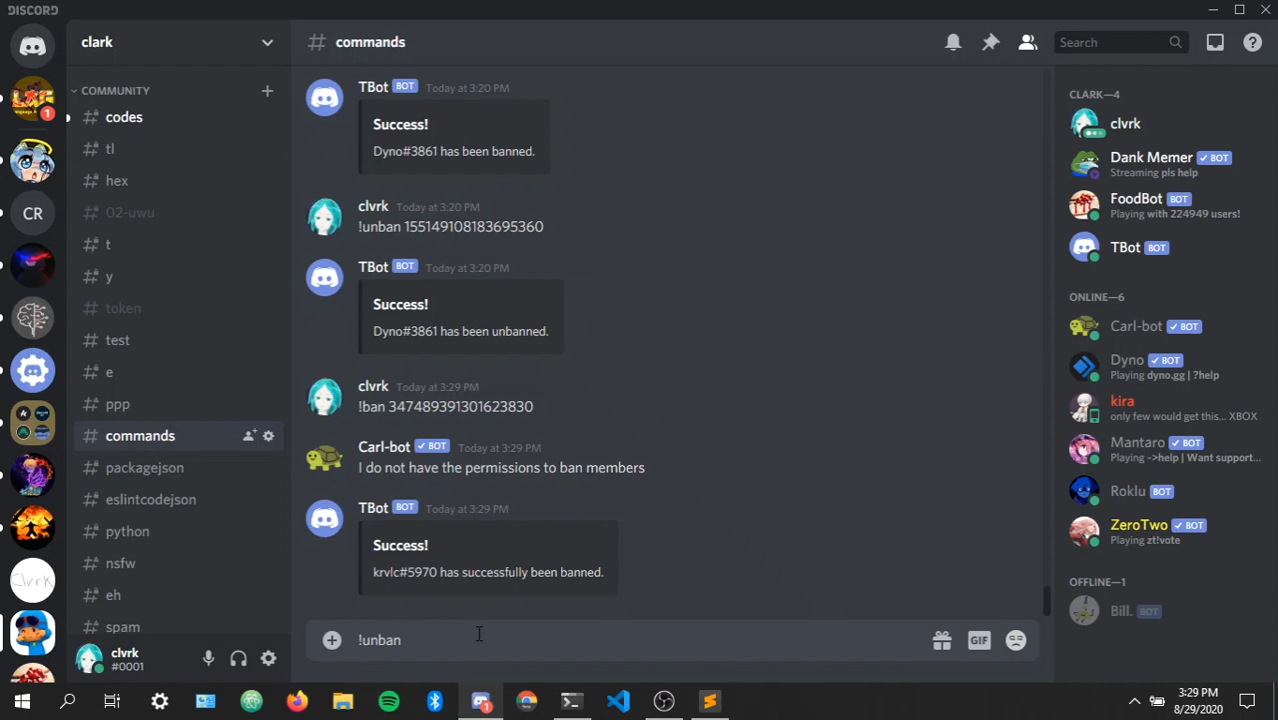 DISCORD
clark
COMMUNITY
codes
tl
hex
02-uwu
t
y
token
test
e
ppp
commands
packagejson
eslintcodejson
python
nsfw
eh
spam
clvrk
#0001
1
CR
Clvrk
1
commands
Search
TBot BOT Today at 3:20 PM
Success!
Dyno#3861 has been banned.
clvrk Today at 3:20 PM
!unban 155149108183695360
TBot BOT Today at 3:20 PM
Success!
Dyno#3861 has been unbanned.
clvrk Today at 3:29 PM
!ban 347489391301623830
Carl-bot BOT Today at 3:29 PM
I do not have the permissions to ban members
TBot BOT Today at 3:29 PM
Success!
krvlc#5970 has successfully been banned.
!unban
GIF
CLARK—4
clvrk
Dank Memer BOT
Streaming pls help
FoodBot BOT
Playing with 224949 users!
TBot BOT
ONLINE—6
Carl-bot BOT
Dyno BOT
Playing dyno.gg | ?help
kira
only few would get this... XBOX
Mantaro BOT
Playing ->help | Want support...
Roklu BOT
ZeroTwo BOT
Playing zt!vote
OFFLINE—1
Bill. BOT
3:29 PM
8/29/2020